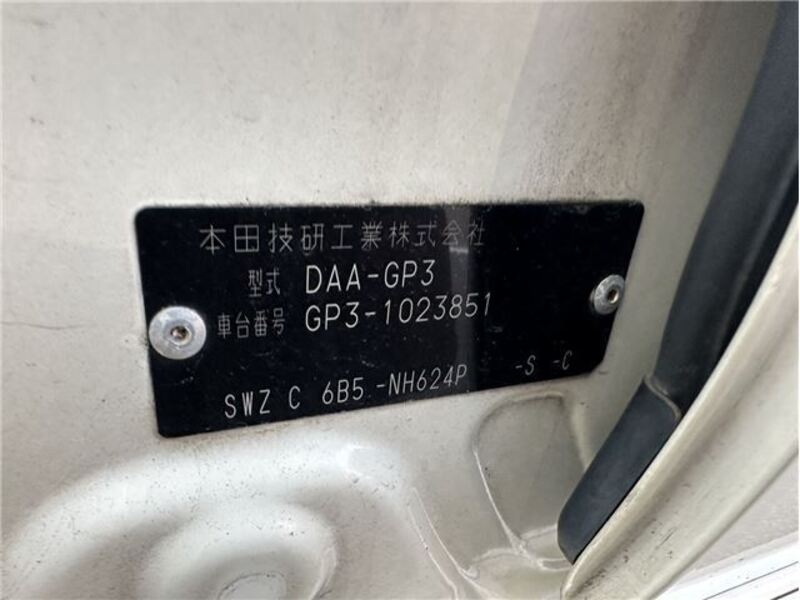 本田技研工業株式会社
型式 DAA-GP3
車台番号 GP3-1023851
SWZ C 6B5 -NH624P -S -C